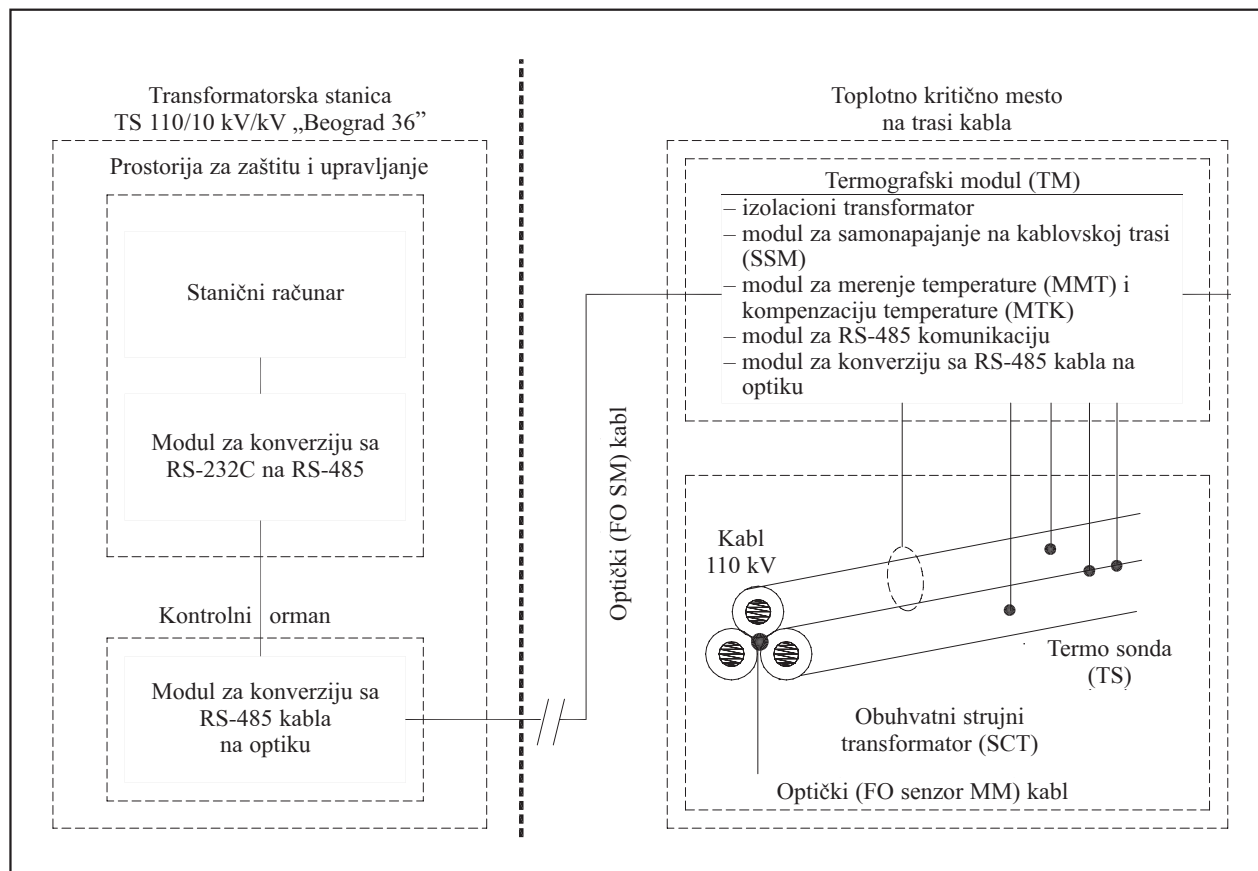 Transformatorska stanica
TS 110/10 kV/kV „Beograd 36”
Prostorija za zaštitu i upravljanje
Stanični računar
Modul za konverziju sa
RS-232C na RS-485
Kontrolni orman
Modul za konverziju sa
RS-485 kabla
na optiku
Optički (FO SM) kabl
Toplotno kritično mesto
na trasi kabla
Termografski modul (TM)
– izolacioni transformator
– modul za samonapajanje na kablovskoj trasi
(SSM)
– modul za merenje temperature (MMT) i
kompenzaciju temperature (MTK)
– modul za RS-485 komunikaciju
– modul za konverziju sa RS-485 kabla na
optiku
Kabl
110 kV
Termo sonda
(TS)
Obuhvatni strujni
transformator (SCT)
Optički (FO senzor MM) kabl